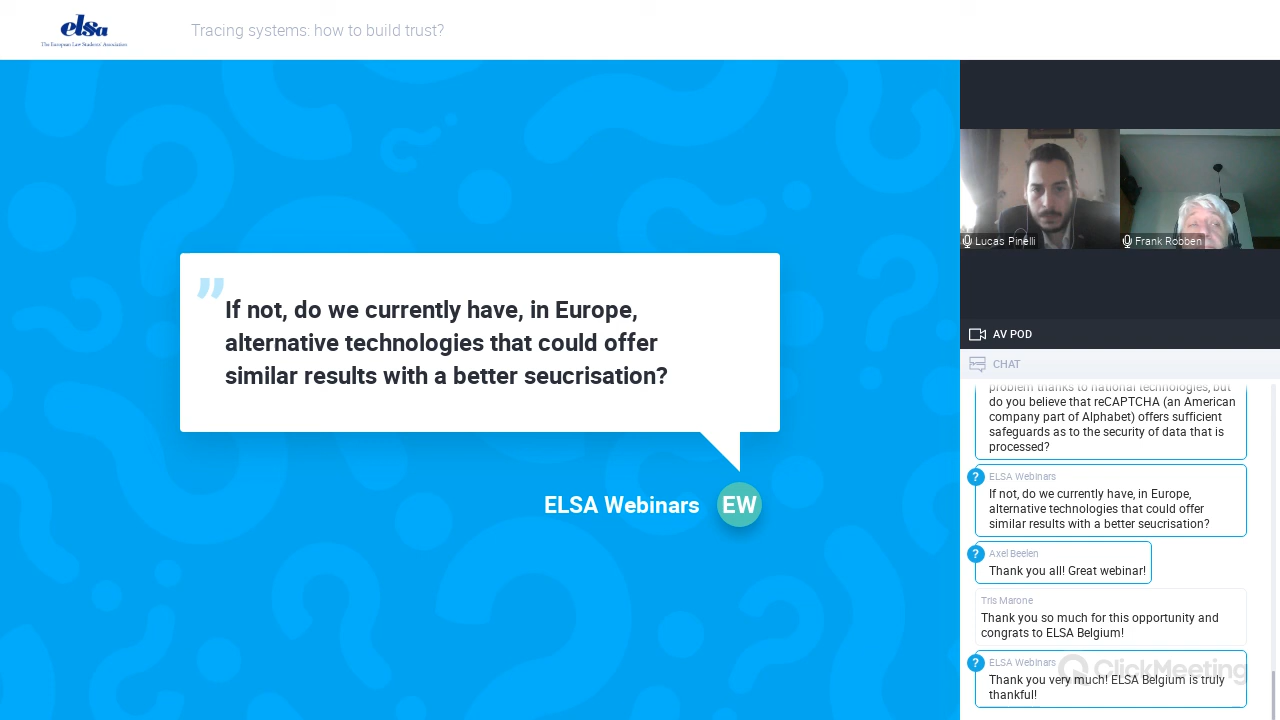 elsa
The European Law Students' Association
Tracing systems: how to build trust?
”
If not, do we currently have, in Europe,
alternative technologies that could offer
similar results with a better seucrisation?
ELSA Webinars
EW
Lucas Pinelli
Frank Robben
AV POD
CHAT
problem thanks to national technologies, but
do you believe that reCAPTCHA (an American
company part of Alphabet) offers sufficient
safeguards as to the security of data that is
processed?
?
ELSA Webinars
If not, do we currently have, in Europe,
alternative technologies that could offer
similar results with a better seucrisation?
?
Axel Beelen
Thank you all! Great webinar!
Tris Marone
Thank you so much for this opportunity and
congrats to ELSA Belgium!
?
ELSA Webinars
ClickMeeting
Thank you very much! ELSA Belgium is truly
thankful!